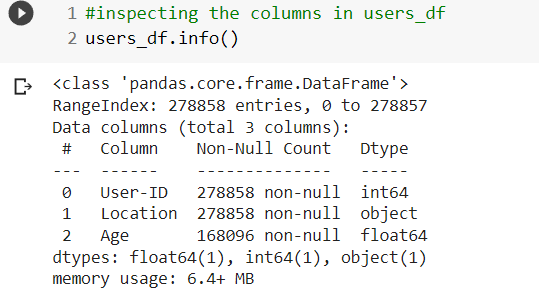 1 #inspecting the columns in users_df
2 users_df.info()
<class 'pandas.core.frame.DataFrame'>
RangeIndex: 278858 entries, 0 to 278857
Data columns (total 3 columns):
 #   Column    Non-Null Count   Dtype
---  ------    --------------   -----
 0   User-ID   278858 non-null  int64
 1   Location  278858 non-null  object
 2   Age       168096 non-null  float64
dtypes: float64(1), int64(1), object(1)
memory usage: 6.4+ MB